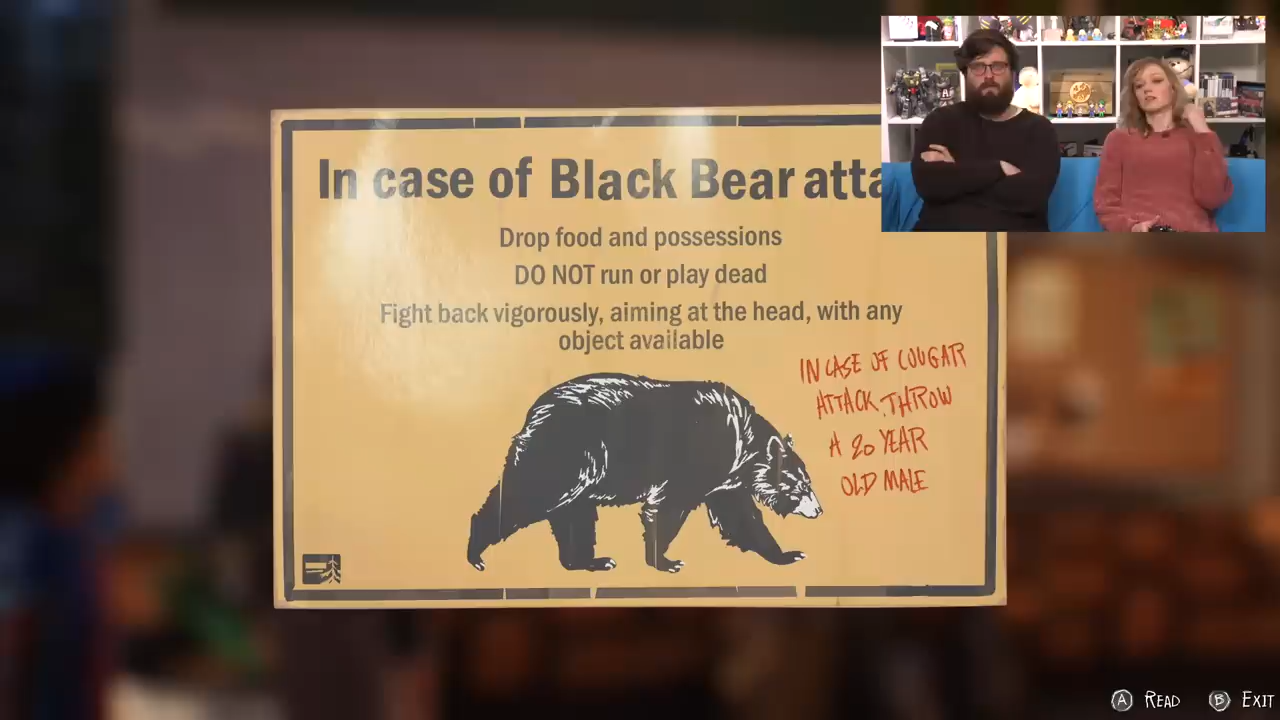 In case of Black Bear atta
Drop food and possessions
DO NOT run or play dead
Fight back vigorously, aiming at the head, with any
object available
IN CASE OF COUGAR
ATTACK, THROW
A 20 YEAR
OLD MALE
A READ B EXIT